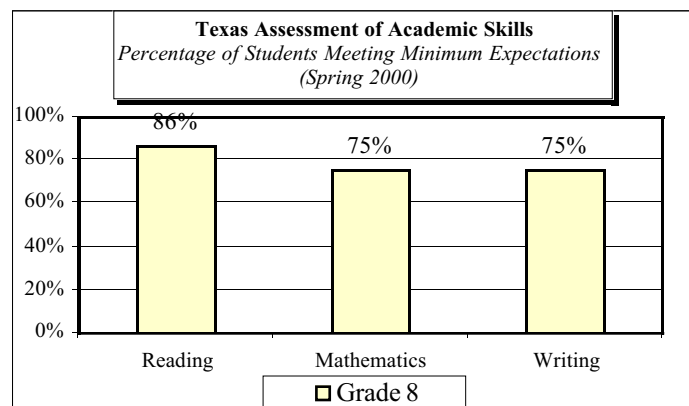 Texas Assessment of Academic Skills
Percentage of Students Meeting Minimum Expectations
(Spring 2000)
100%
80%
60%
40%
20%
0%
86%
75%
75%
Reading
Mathematics
Writing
Grade 8